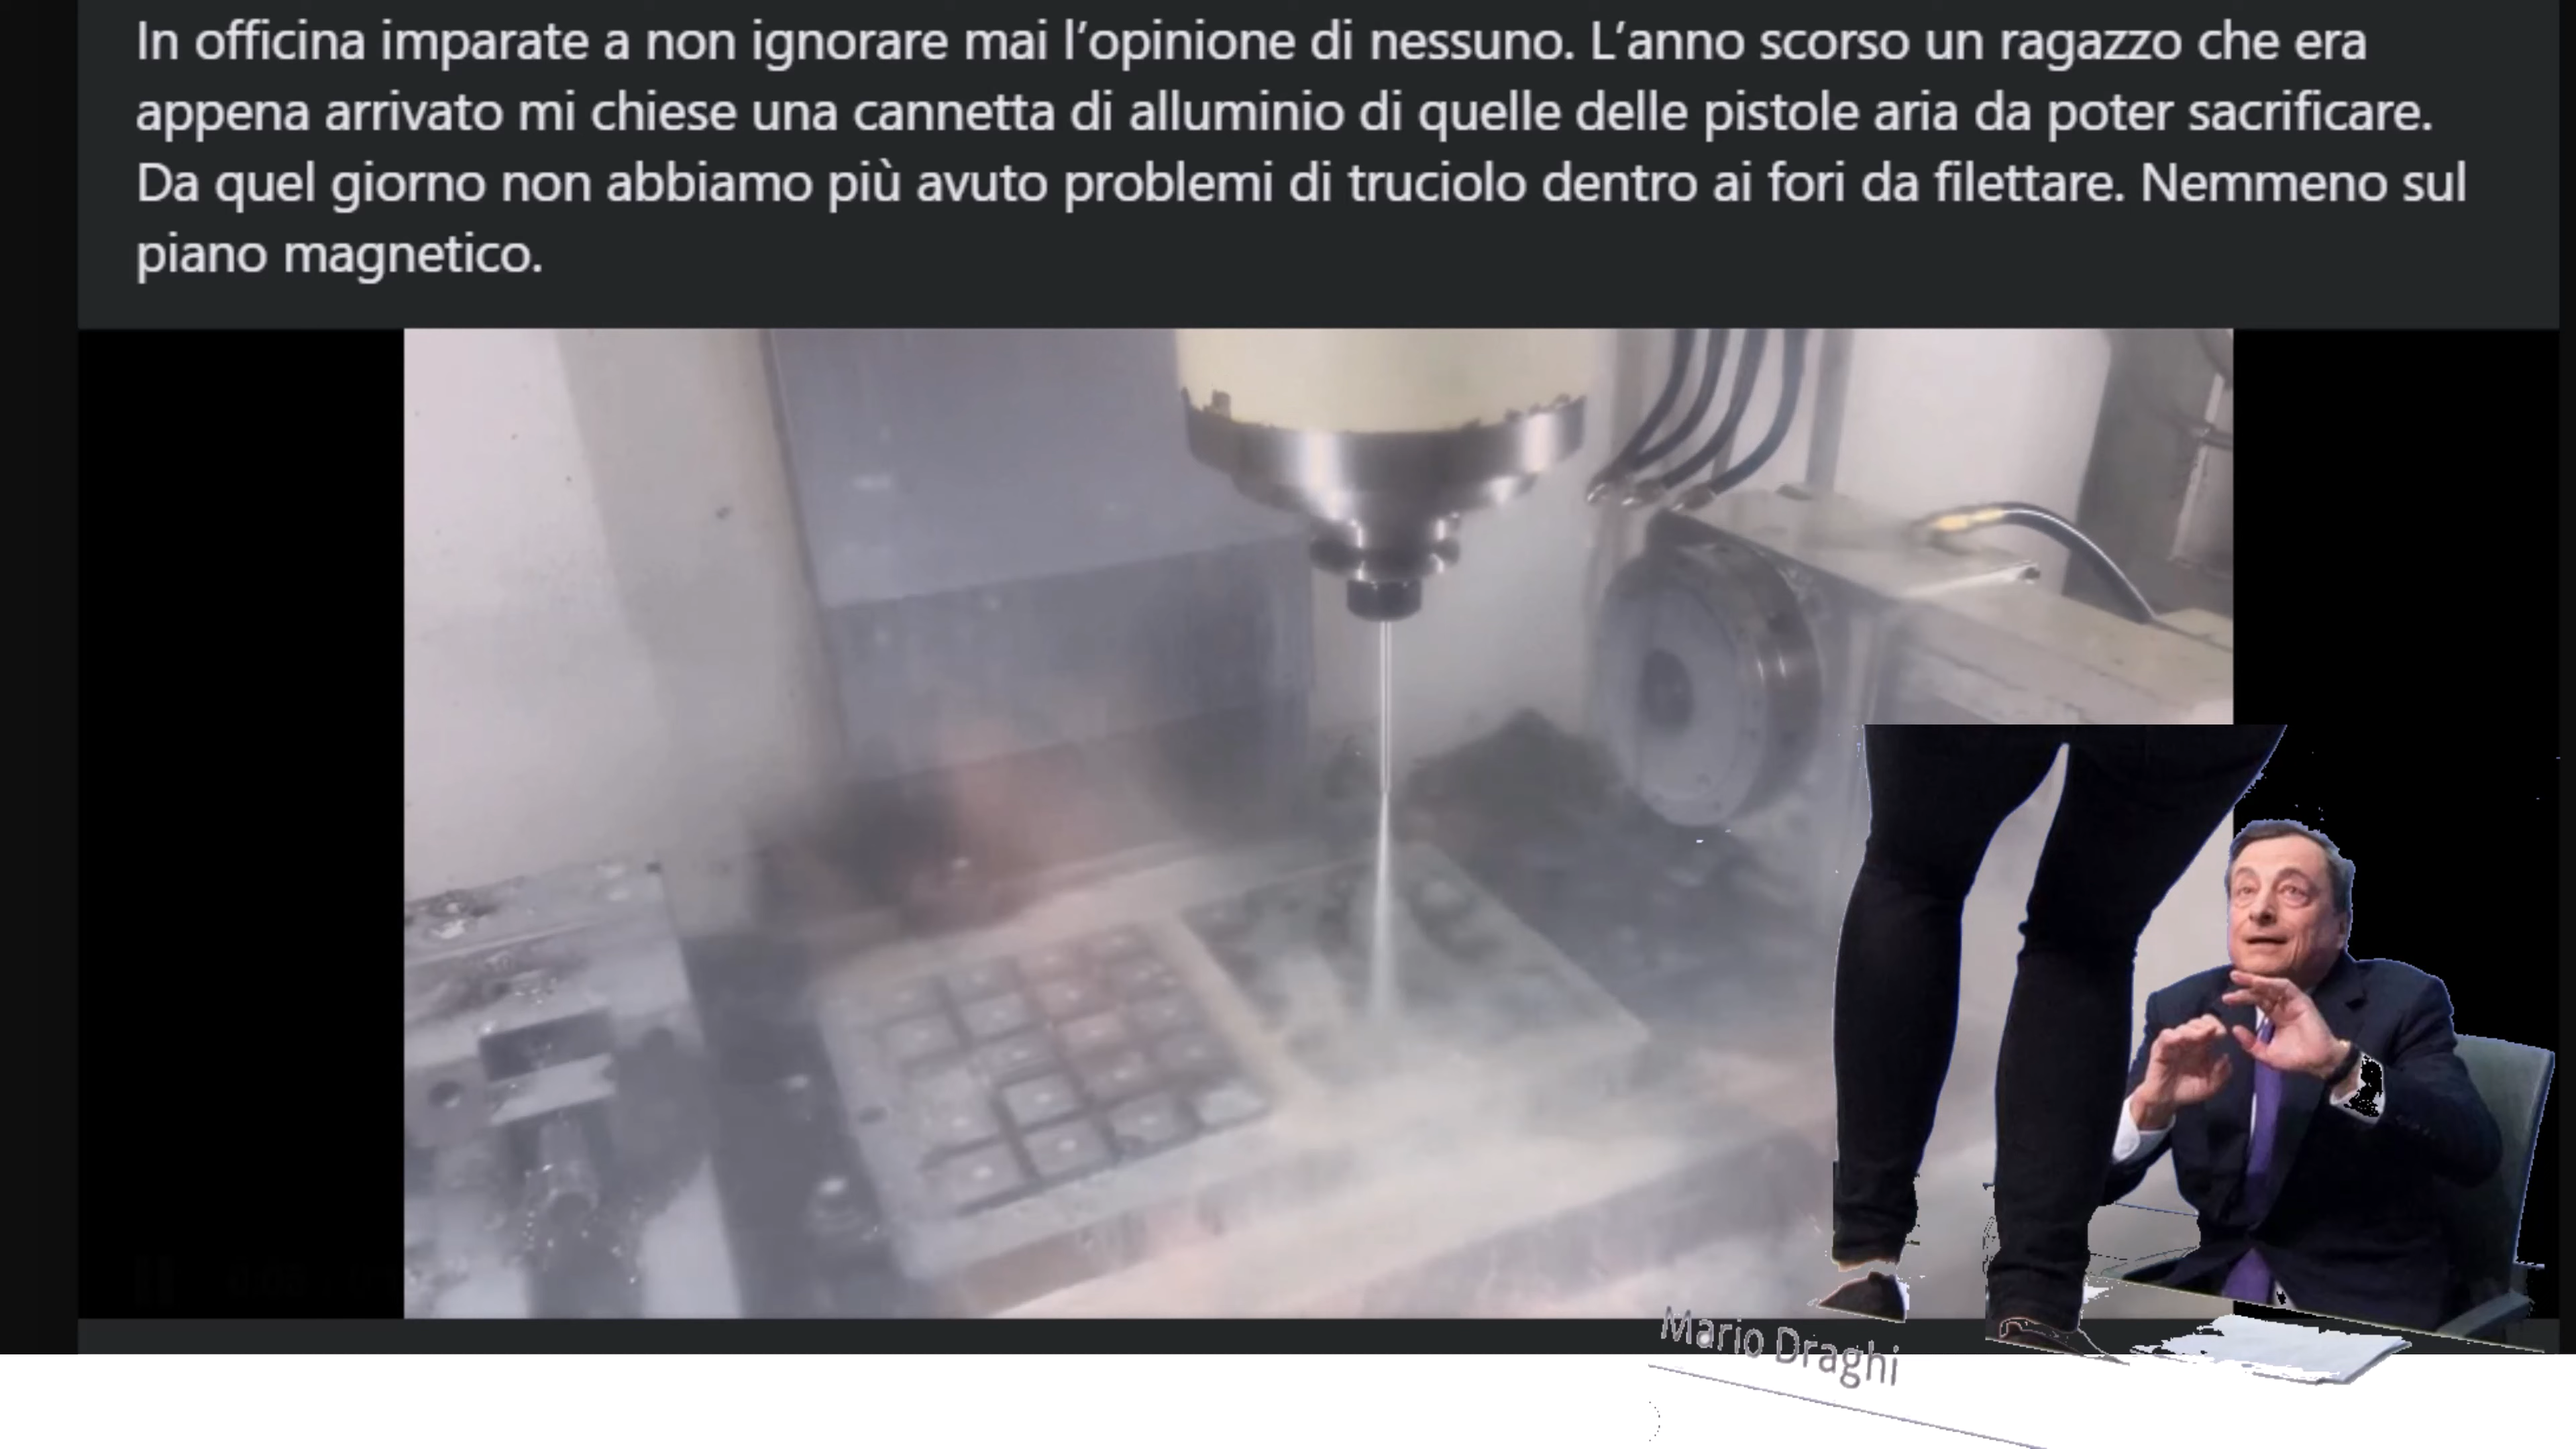 In officina imparate a non ignorare mai l’opinione di nessuno. L’anno scorso un ragazzo che era
appena arrivato mi chiese una cannetta di alluminio di quelle delle pistole aria da poter sacrificare.
Da quel giorno non abbiamo più avuto problemi di truciolo dentro ai fori da filettare. Nemmeno sul
piano magnetico.
Mario Draghi